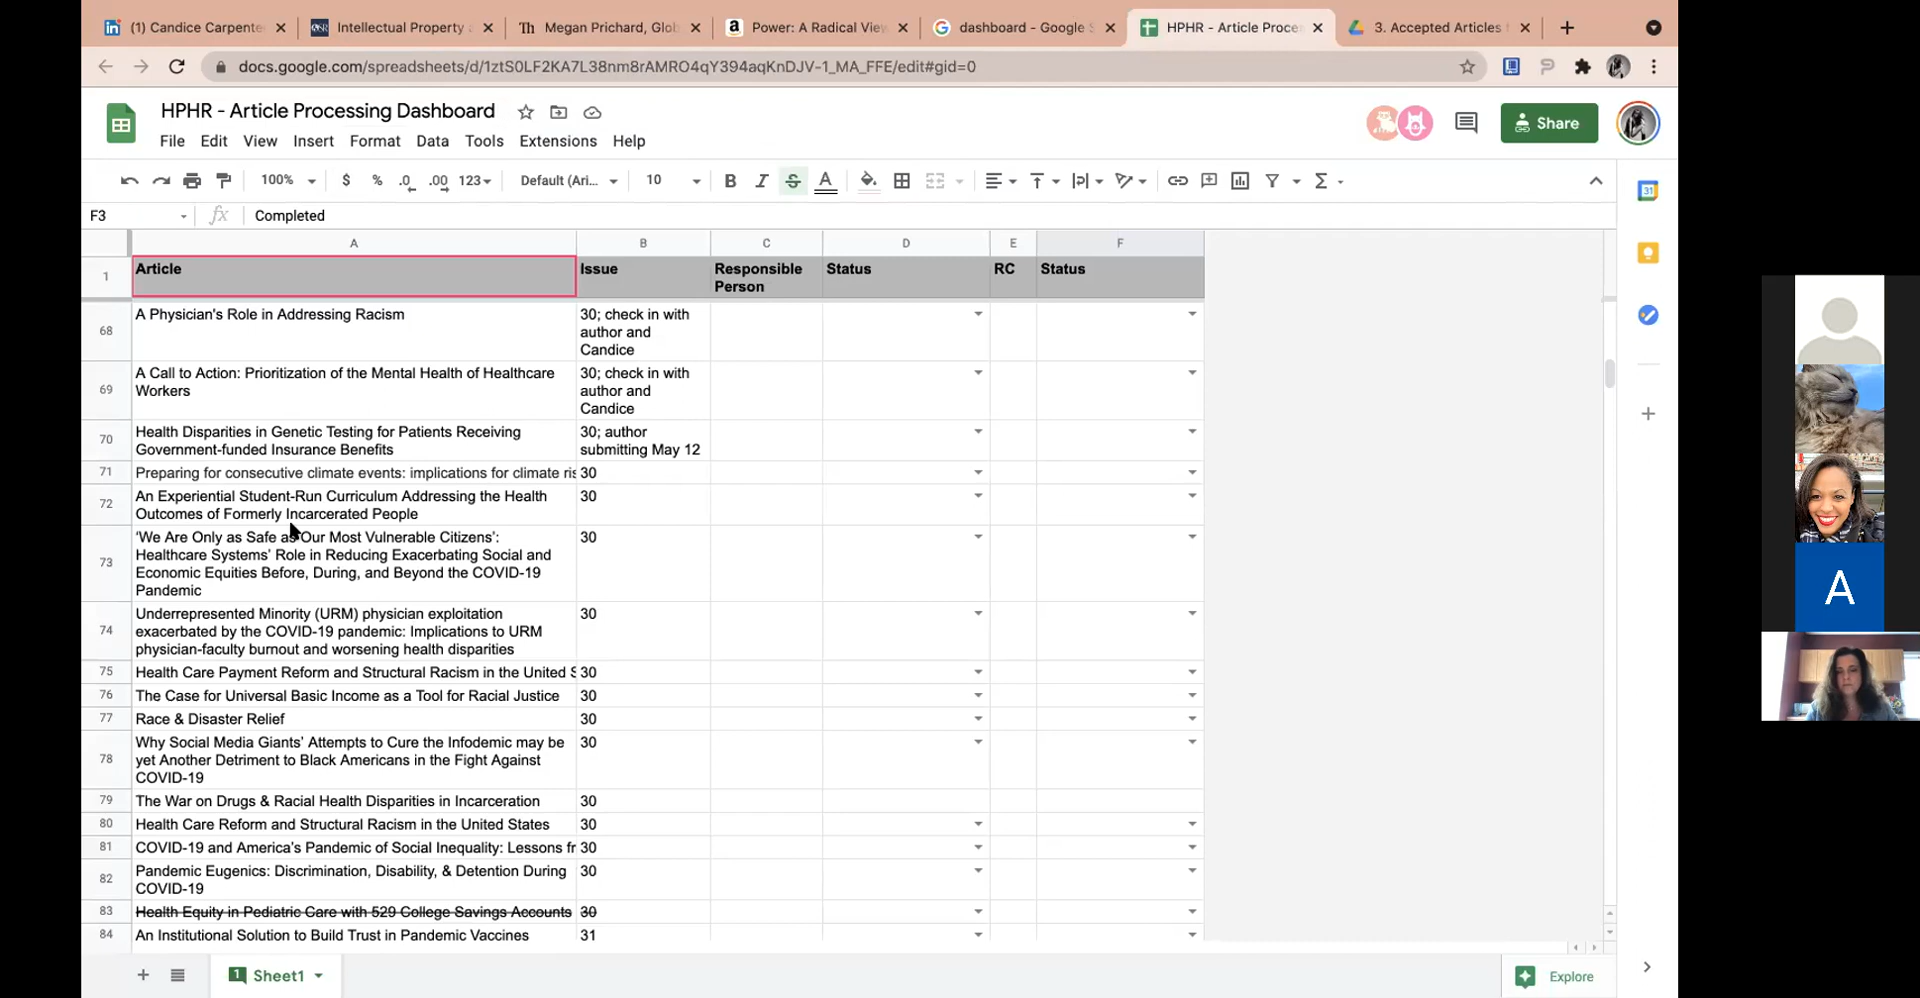 (1) Candice Carpente
Intellectual Property a
Th Megan Prichard, Glob
Power: A Radical View
dashboard - Google S
HPHR - Article Proces
3. Accepted Articles f
docs.google.com/spreadsheets/d/1ztS0LF2KA7L38nm8rAMRO4qY394aqKnDJV-1_MA_FFE/edit#gid=0
HPHR - Article Processing Dashboard
File Edit View Insert Format Data Tools Extensions Help
Share
100% $ % .0 .00 123 Default (Ari... 10 B I S A
F3 fx Completed
A B C D E F
1 Article Issue Responsible Person Status RC Status
68 A Physician's Role in Addressing Racism 30; check in with author and Candice
69 A Call to Action: Prioritization of the Mental Health of Healthcare Workers 30; check in with author and Candice
70 Health Disparities in Genetic Testing for Patients Receiving Government-funded Insurance Benefits 30; author submitting May 12
71 Preparing for consecutive climate events: implications for climate ris 30
72 An Experiential Student-Run Curriculum Addressing the Health Outcomes of Formerly Incarcerated People 30
73 ‘We Are Only as Safe as Our Most Vulnerable Citizens’: Healthcare Systems’ Role in Reducing Exacerbating Social and Economic Equities Before, During, and Beyond the COVID-19 Pandemic 30
74 Underrepresented Minority (URM) physician exploitation exacerbated by the COVID-19 pandemic: Implications to URM physician-faculty burnout and worsening health disparities 30
75 Health Care Payment Reform and Structural Racism in the United S 30
76 The Case for Universal Basic Income as a Tool for Racial Justice 30
77 Race & Disaster Relief 30
78 Why Social Media Giants’ Attempts to Cure the Infodemic may be yet Another Detriment to Black Americans in the Fight Against COVID-19 30
79 The War on Drugs & Racial Health Disparities in Incarceration 30
80 Health Care Reform and Structural Racism in the United States 30
81 COVID-19 and America’s Pandemic of Social Inequality: Lessons fr 30
82 Pandemic Eugenics: Discrimination, Disability, & Detention During COVID-19 30
83 Health Equity in Pediatric Care with 529 College Savings Accounts 30
84 An Institutional Solution to Build Trust in Pandemic Vaccines 31
1 Sheet1
Explore
31
A